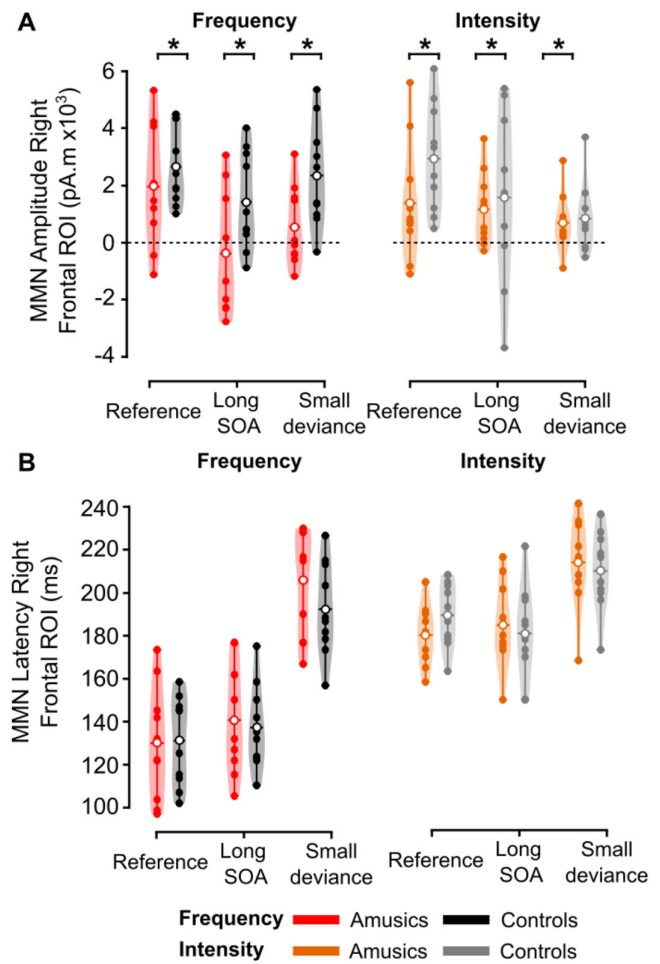 A
Frequency
Intensity
* * * * * *
MMN Amplitude Right
Frontal ROI (pA.m x10³)
6
4
2
0
-2
-4
Reference
Long
SOA
Small
deviance
Reference
Long
SOA
Small
deviance
B
Frequency
Intensity
MMN Latency Right
Frontal ROI (ms)
240
220
200
180
160
140
120
100
Reference
Long
SOA
Small
deviance
Reference
Long
SOA
Small
deviance
Frequency Amusics Controls
Intensity Amusics Controls